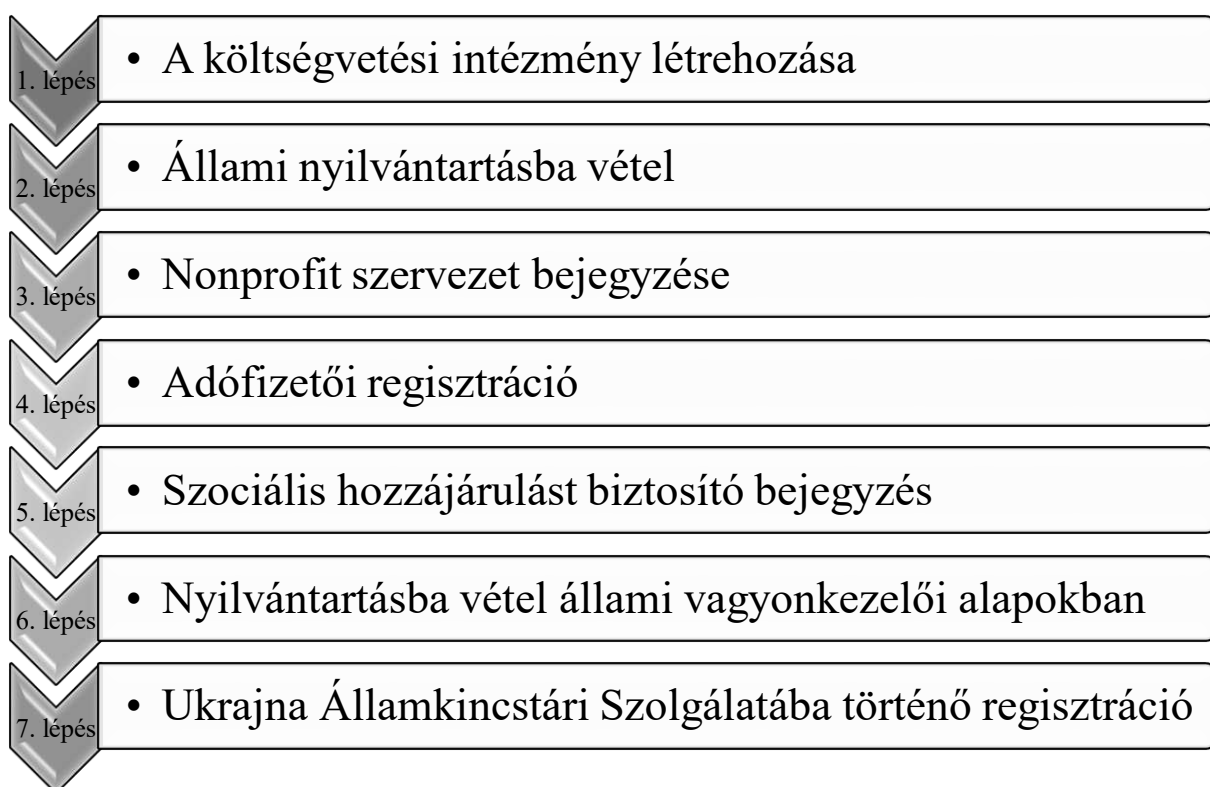 1. lépés
• A költségvetési intézmény létrehozása
2. lépés
• Állami nyilvántartásba vétel
3. lépés
• Nonprofit szervezet bejegyzése
4. lépés
• Adófizetői regisztráció
5. lépés
• Szociális hozzájárulást biztosító bejegyzés
6. lépés
• Nyilvántartásba vétel állami vagyonkezelői alapokban
7. lépés
• Ukrajna Államkincstári Szolgálatába történő regisztráció